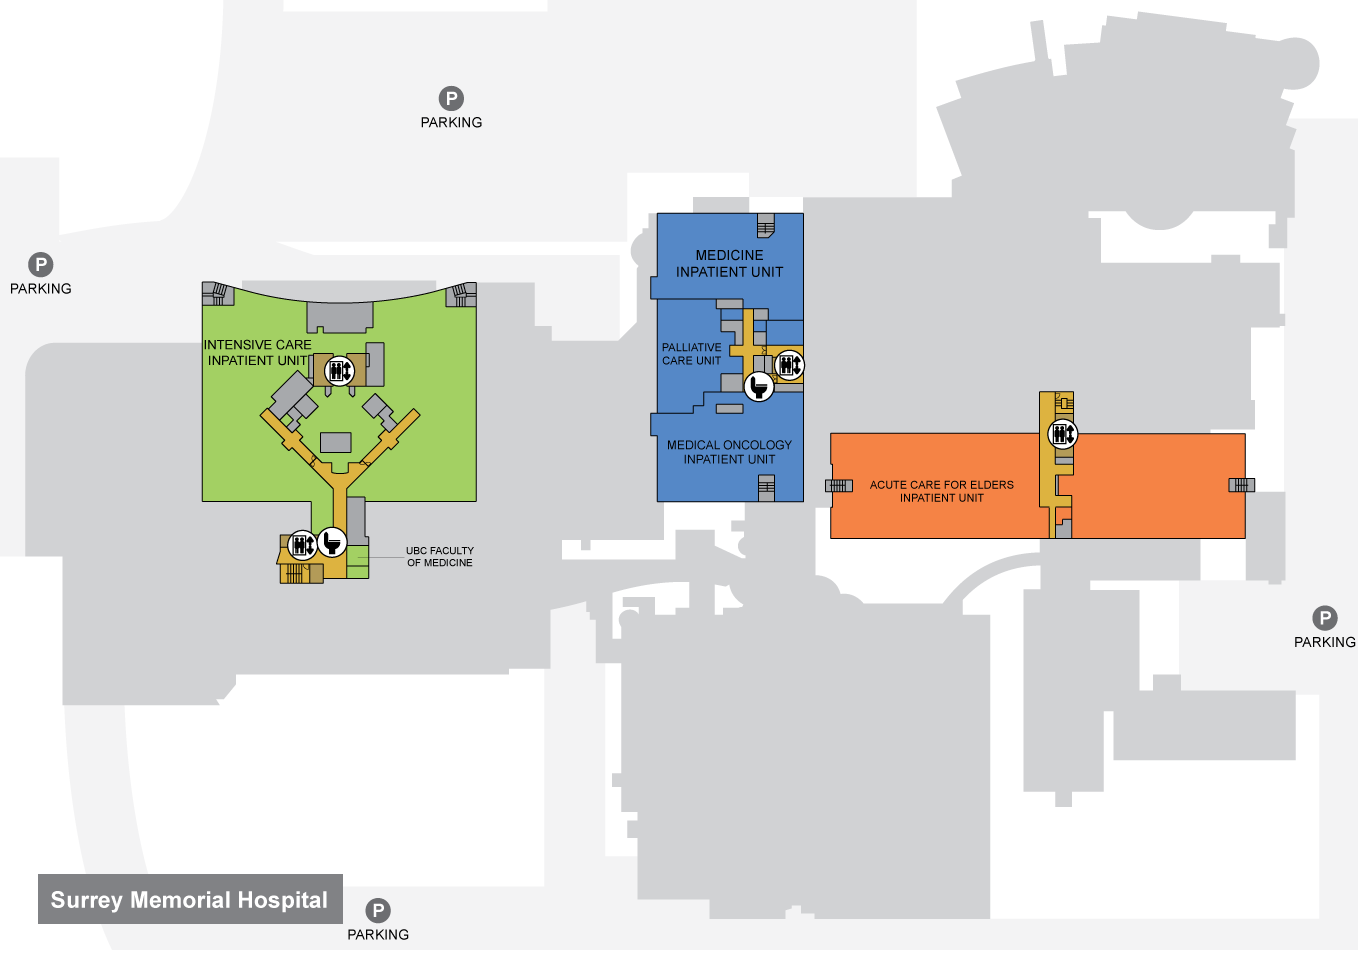 P
PARKING
P
PARKING
MEDICINE
INPATIENT UNIT
INTENSIVE CARE
INPATIENT UNIT
PALLIATIVE
CARE UNIT
MEDICAL ONCOLOGY
INPATIENT UNIT
ACUTE CARE FOR ELDERS
INPATIENT UNIT
UBC FACULTY
OF MEDICINE
P
PARKING
Surrey Memorial Hospital
P
PARKING